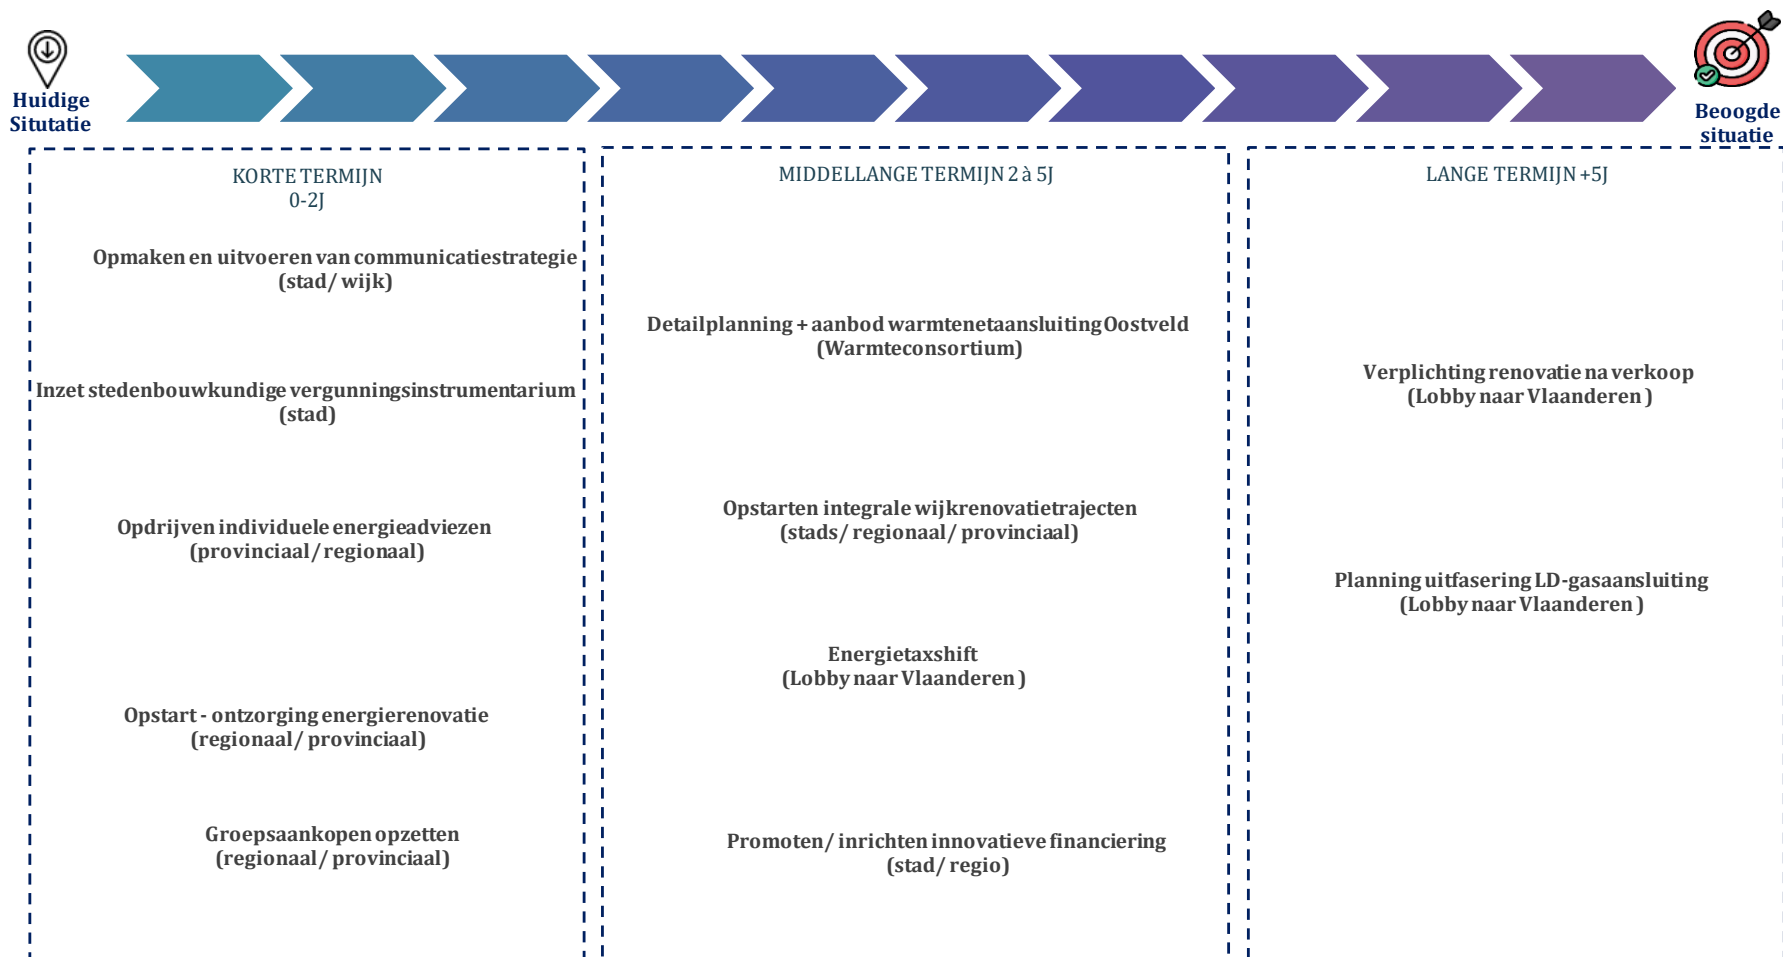 Huidige
Situtatie
Beoogde
situatie
KORTE TERMIJN
0-2J
Opmaken en uitvoeren van communicatiestrategie
(stad/ wijk)
Inzet stedenbouwkundige vergunningsinstrumentarium
(stad)
Opdrijven individuele energieadviezen
(provinciaal/ regionaal)
Opstart - ontzorging energierenovatie
(regionaal/ provinciaal)
Groepsaankopen opzetten
(regionaal/ provinciaal)
MIDDELLANGE TERMIJN 2 à 5J
Detailplanning + aanbod warmtenetaansluiting Oostveld
(Warmteconsortium)
Opstarten integrale wijkrenovatietrajecten
(stads/ regionaal/ provinciaal)
Energietaxshift
(Lobby naar Vlaanderen )
Promoten/ inrichten innovatieve financiering
(stad/ regio)
LANGE TERMIJN +5J
Verplichting renovatie na verkoop
(Lobby naar Vlaanderen )
Planning uitfasering LD-gasaansluiting
(Lobby naar Vlaanderen )